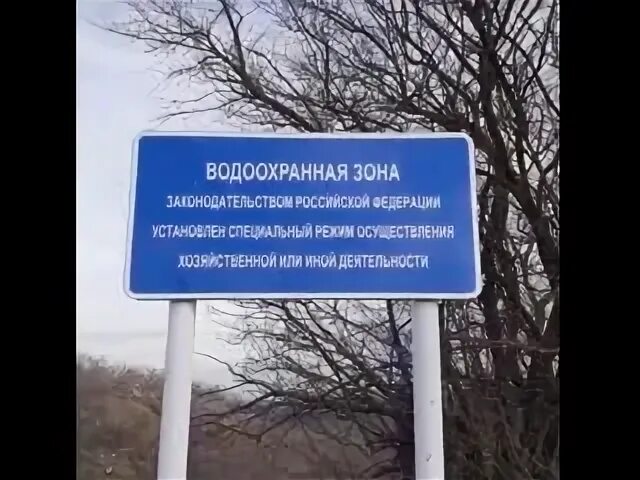 ВОДООХРАННАЯ ЗОНА
ЗАКОНОДАТЕЛЬСТВОМ РОССИЙСКОЙ ФЕДЕРАЦИИ
УСТАНОВЛЕН СПЕЦИАЛЬНЫЙ РЕЖИМ ОСУЩЕСТВЛЕНИЯ
ХОЗЯЙСТВЕННОЙ ИЛИ ИНОЙ ДЕЯТЕЛЬНОСТИ